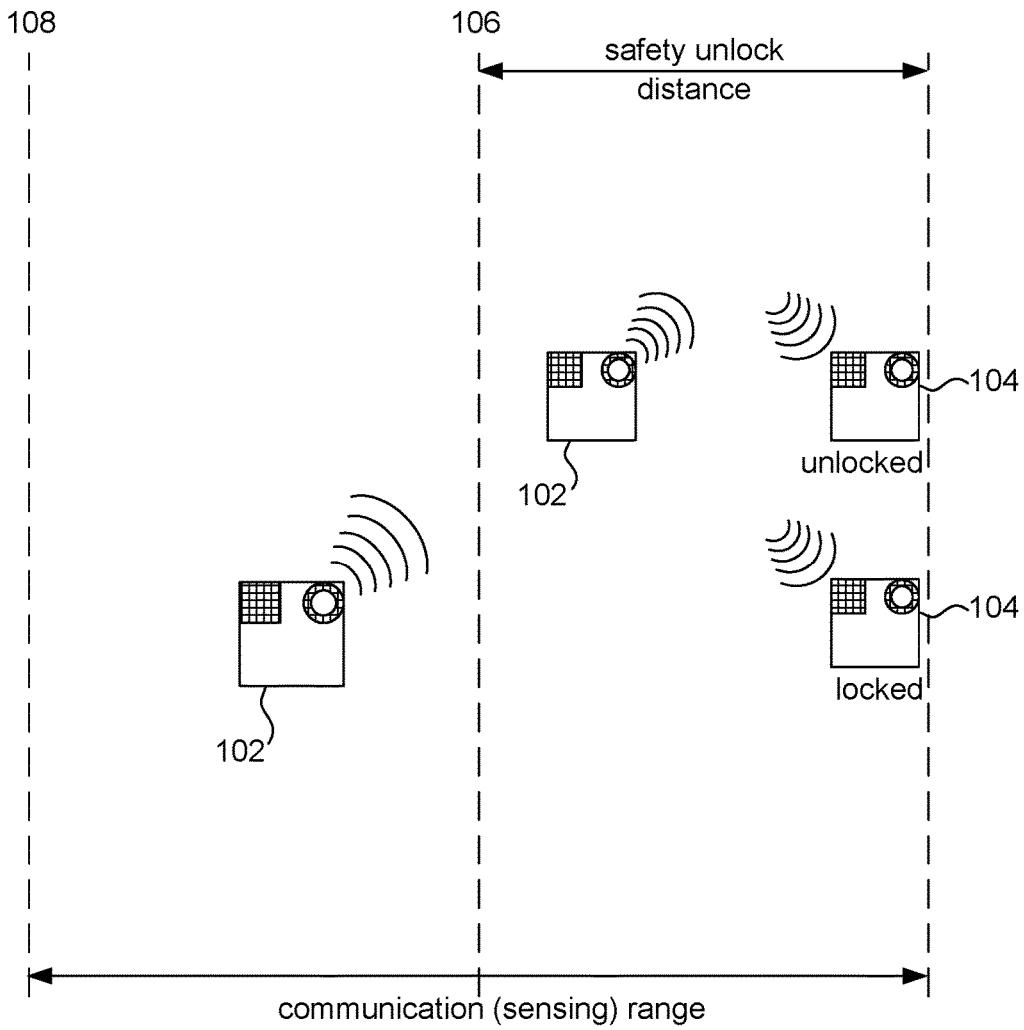 108
106
safety unlock
distance
104
unlocked
102
104
locked
102
communication (sensing) range